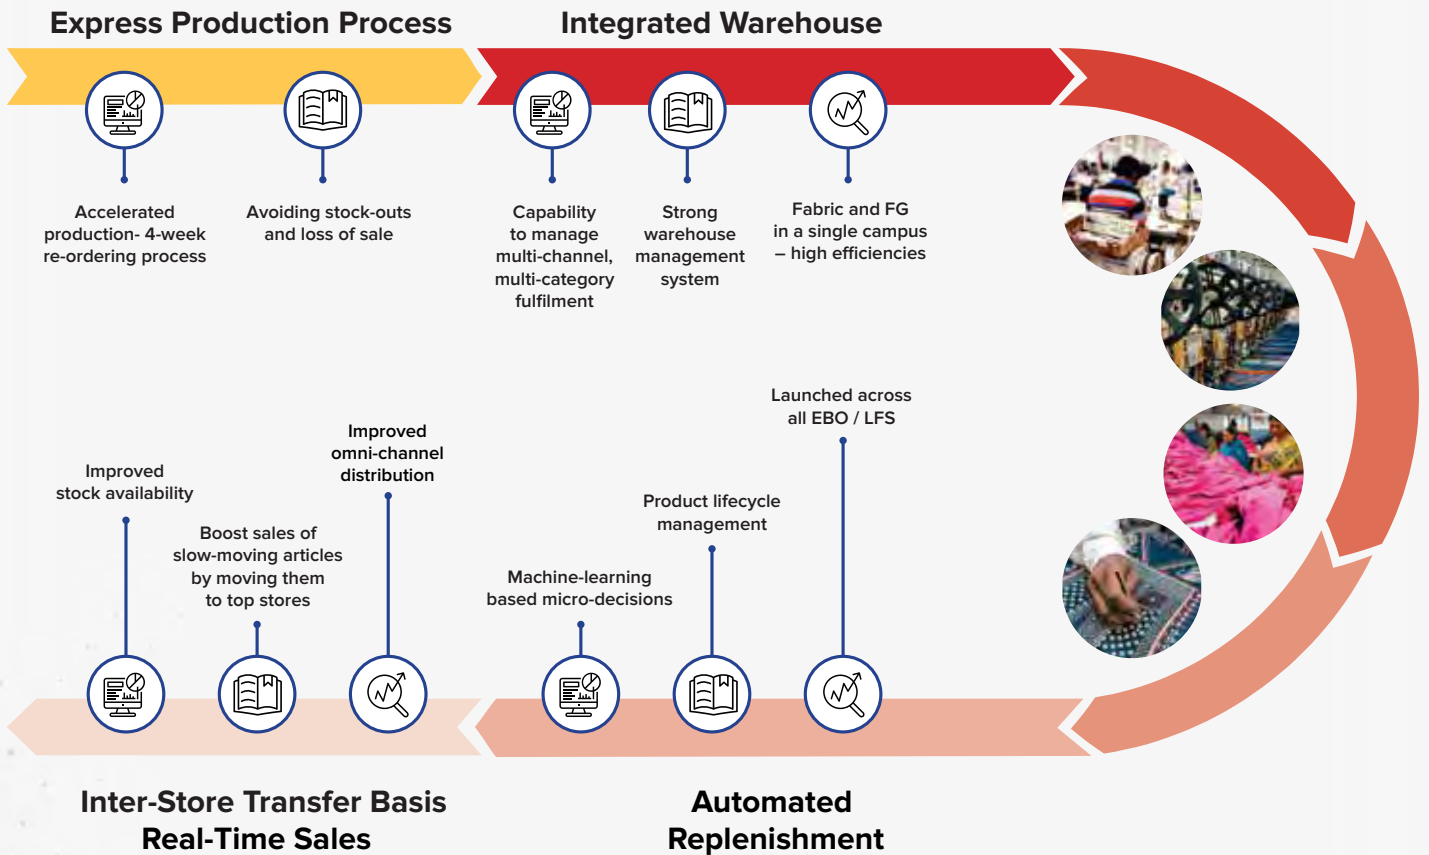 Express Production Process
Integrated Warehouse
Accelerated
production- 4-week
re-ordering process
Avoiding stock-outs
and loss of sale
Capability
to manage
multi-channel,
multi-category
fulfilment
Strong
warehouse
management
system
Fabric and FG
in a single campus
– high efficiencies
Improved
stock availability
Boost sales of
slow-moving articles
by moving them
to top stores
Improved
omni-channel
distribution
Machine-learning
based micro-decisions
Product lifecycle
management
Launched across
all EBO / LFS
Inter-Store Transfer Basis
Real-Time Sales
Automated
Replenishment